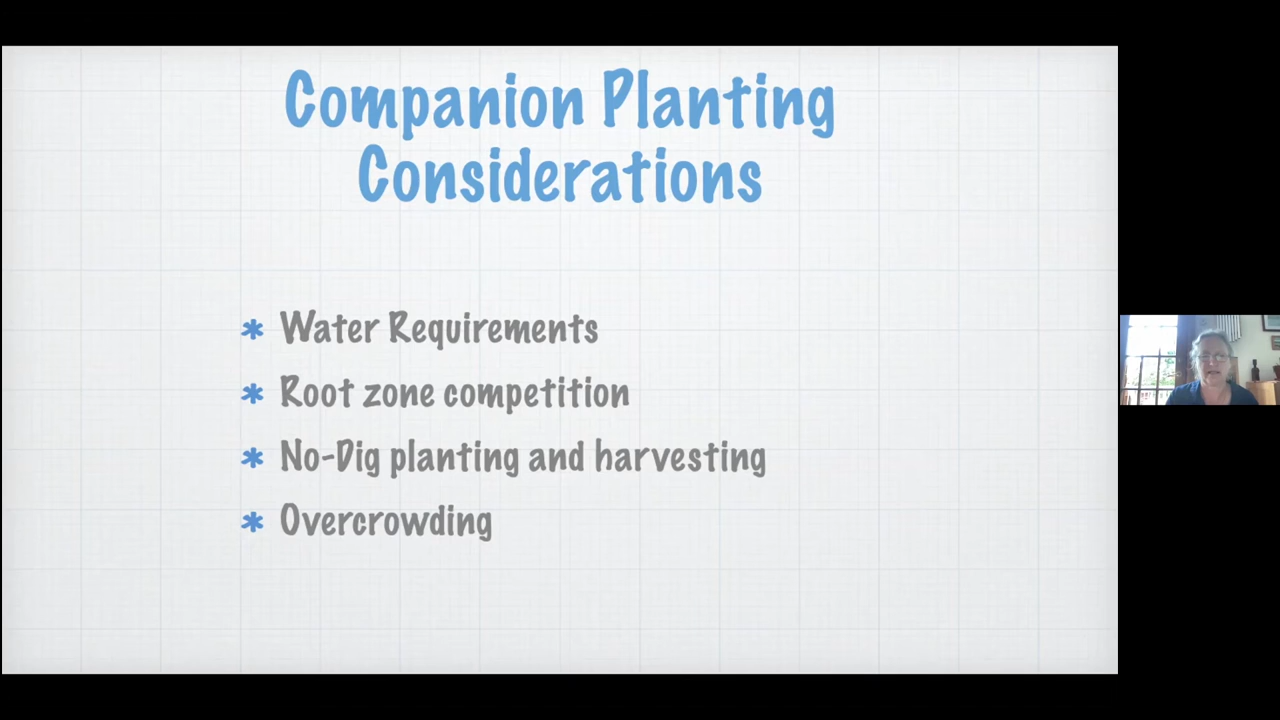 Companion Planting
Considerations
* Water Requirements
* Root zone competition
* No-Dig planting and harvesting
* Overcrowding